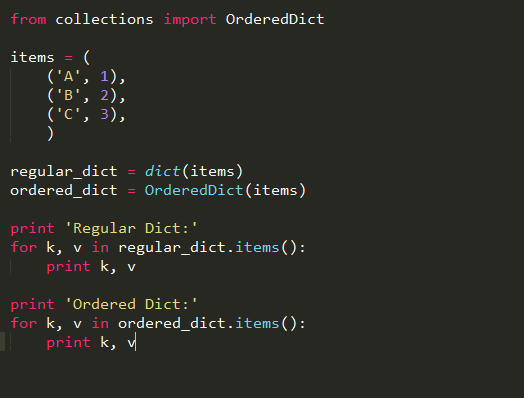 from collections import OrderedDict
items = (
    ('A', 1),
    ('B', 2),
    ('C', 3),
    )
regular_dict = dict(items)
ordered_dict = OrderedDict(items)
print 'Regular Dict:'
for k, v in regular_dict.items():
    print k, v
print 'Ordered Dict:'
for k, v in ordered_dict.items():
    print k, v